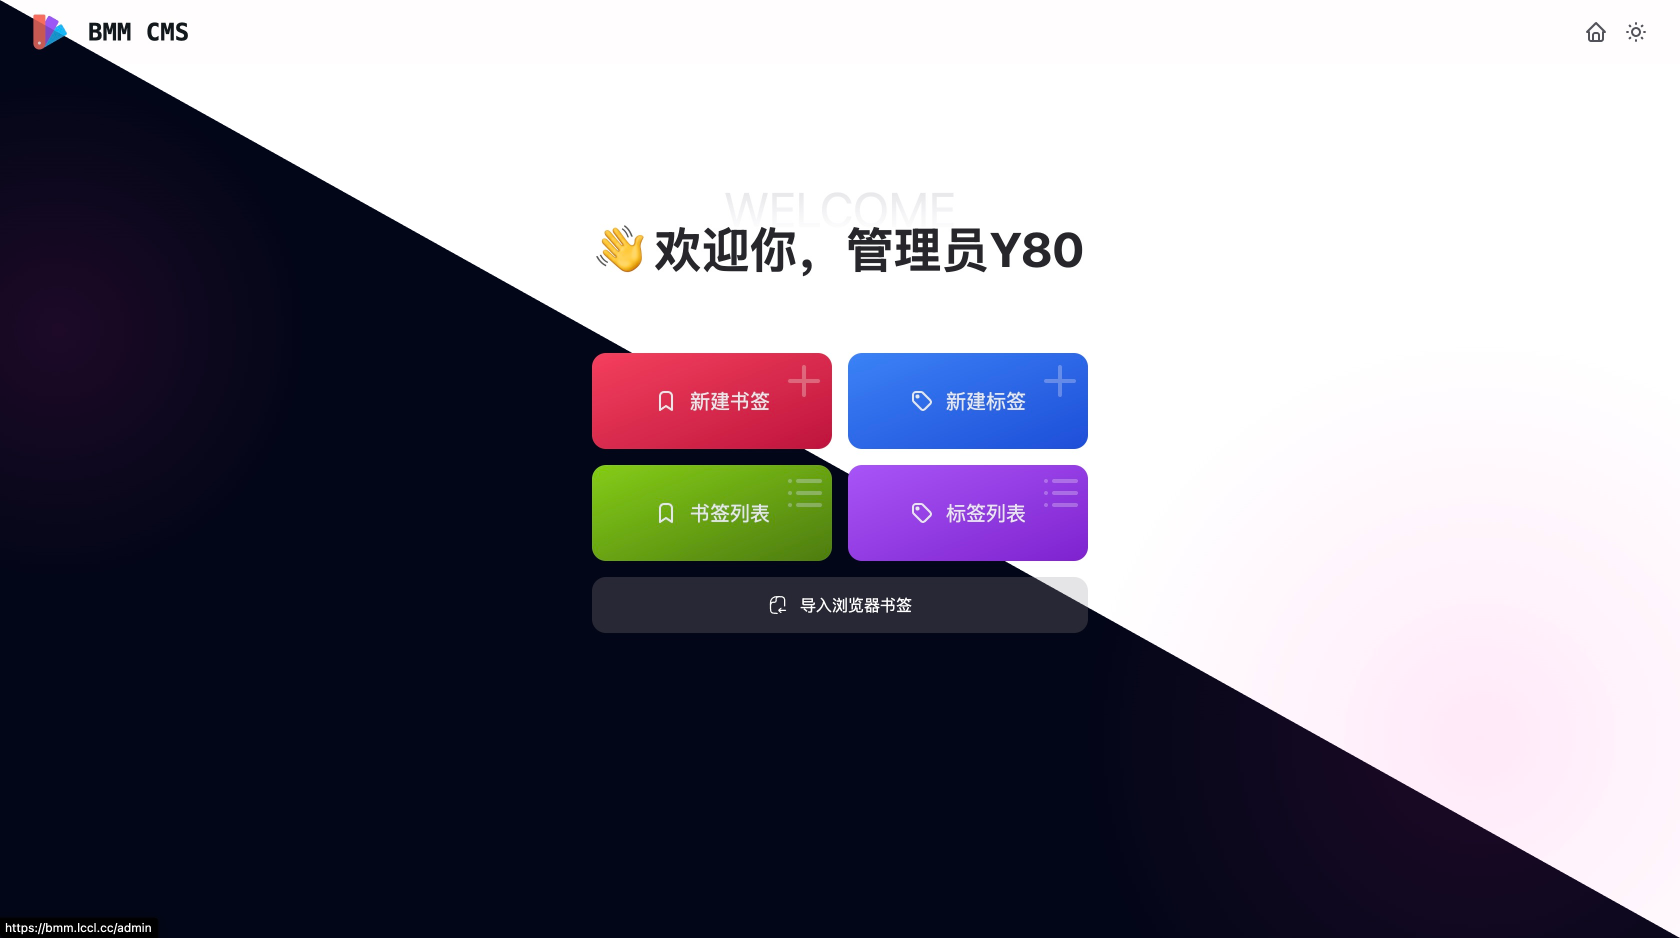 BMM CMS
WELCOME
👋 欢迎你，管理员Y80
新建书签
新建标签
书签列表
标签列表
导入浏览器书签
https://bmm.lccl.cc/admin